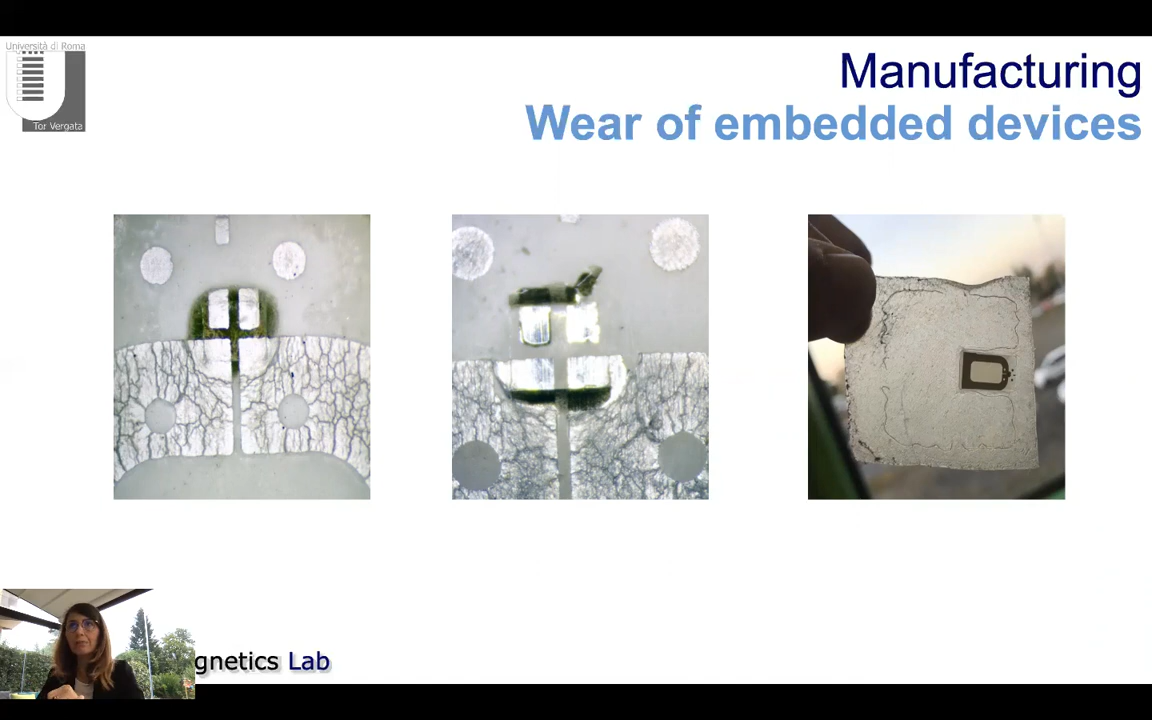 Università di Roma
Tor Vergata
Manufacturing
Wear of embedded devices
gnetics Lab